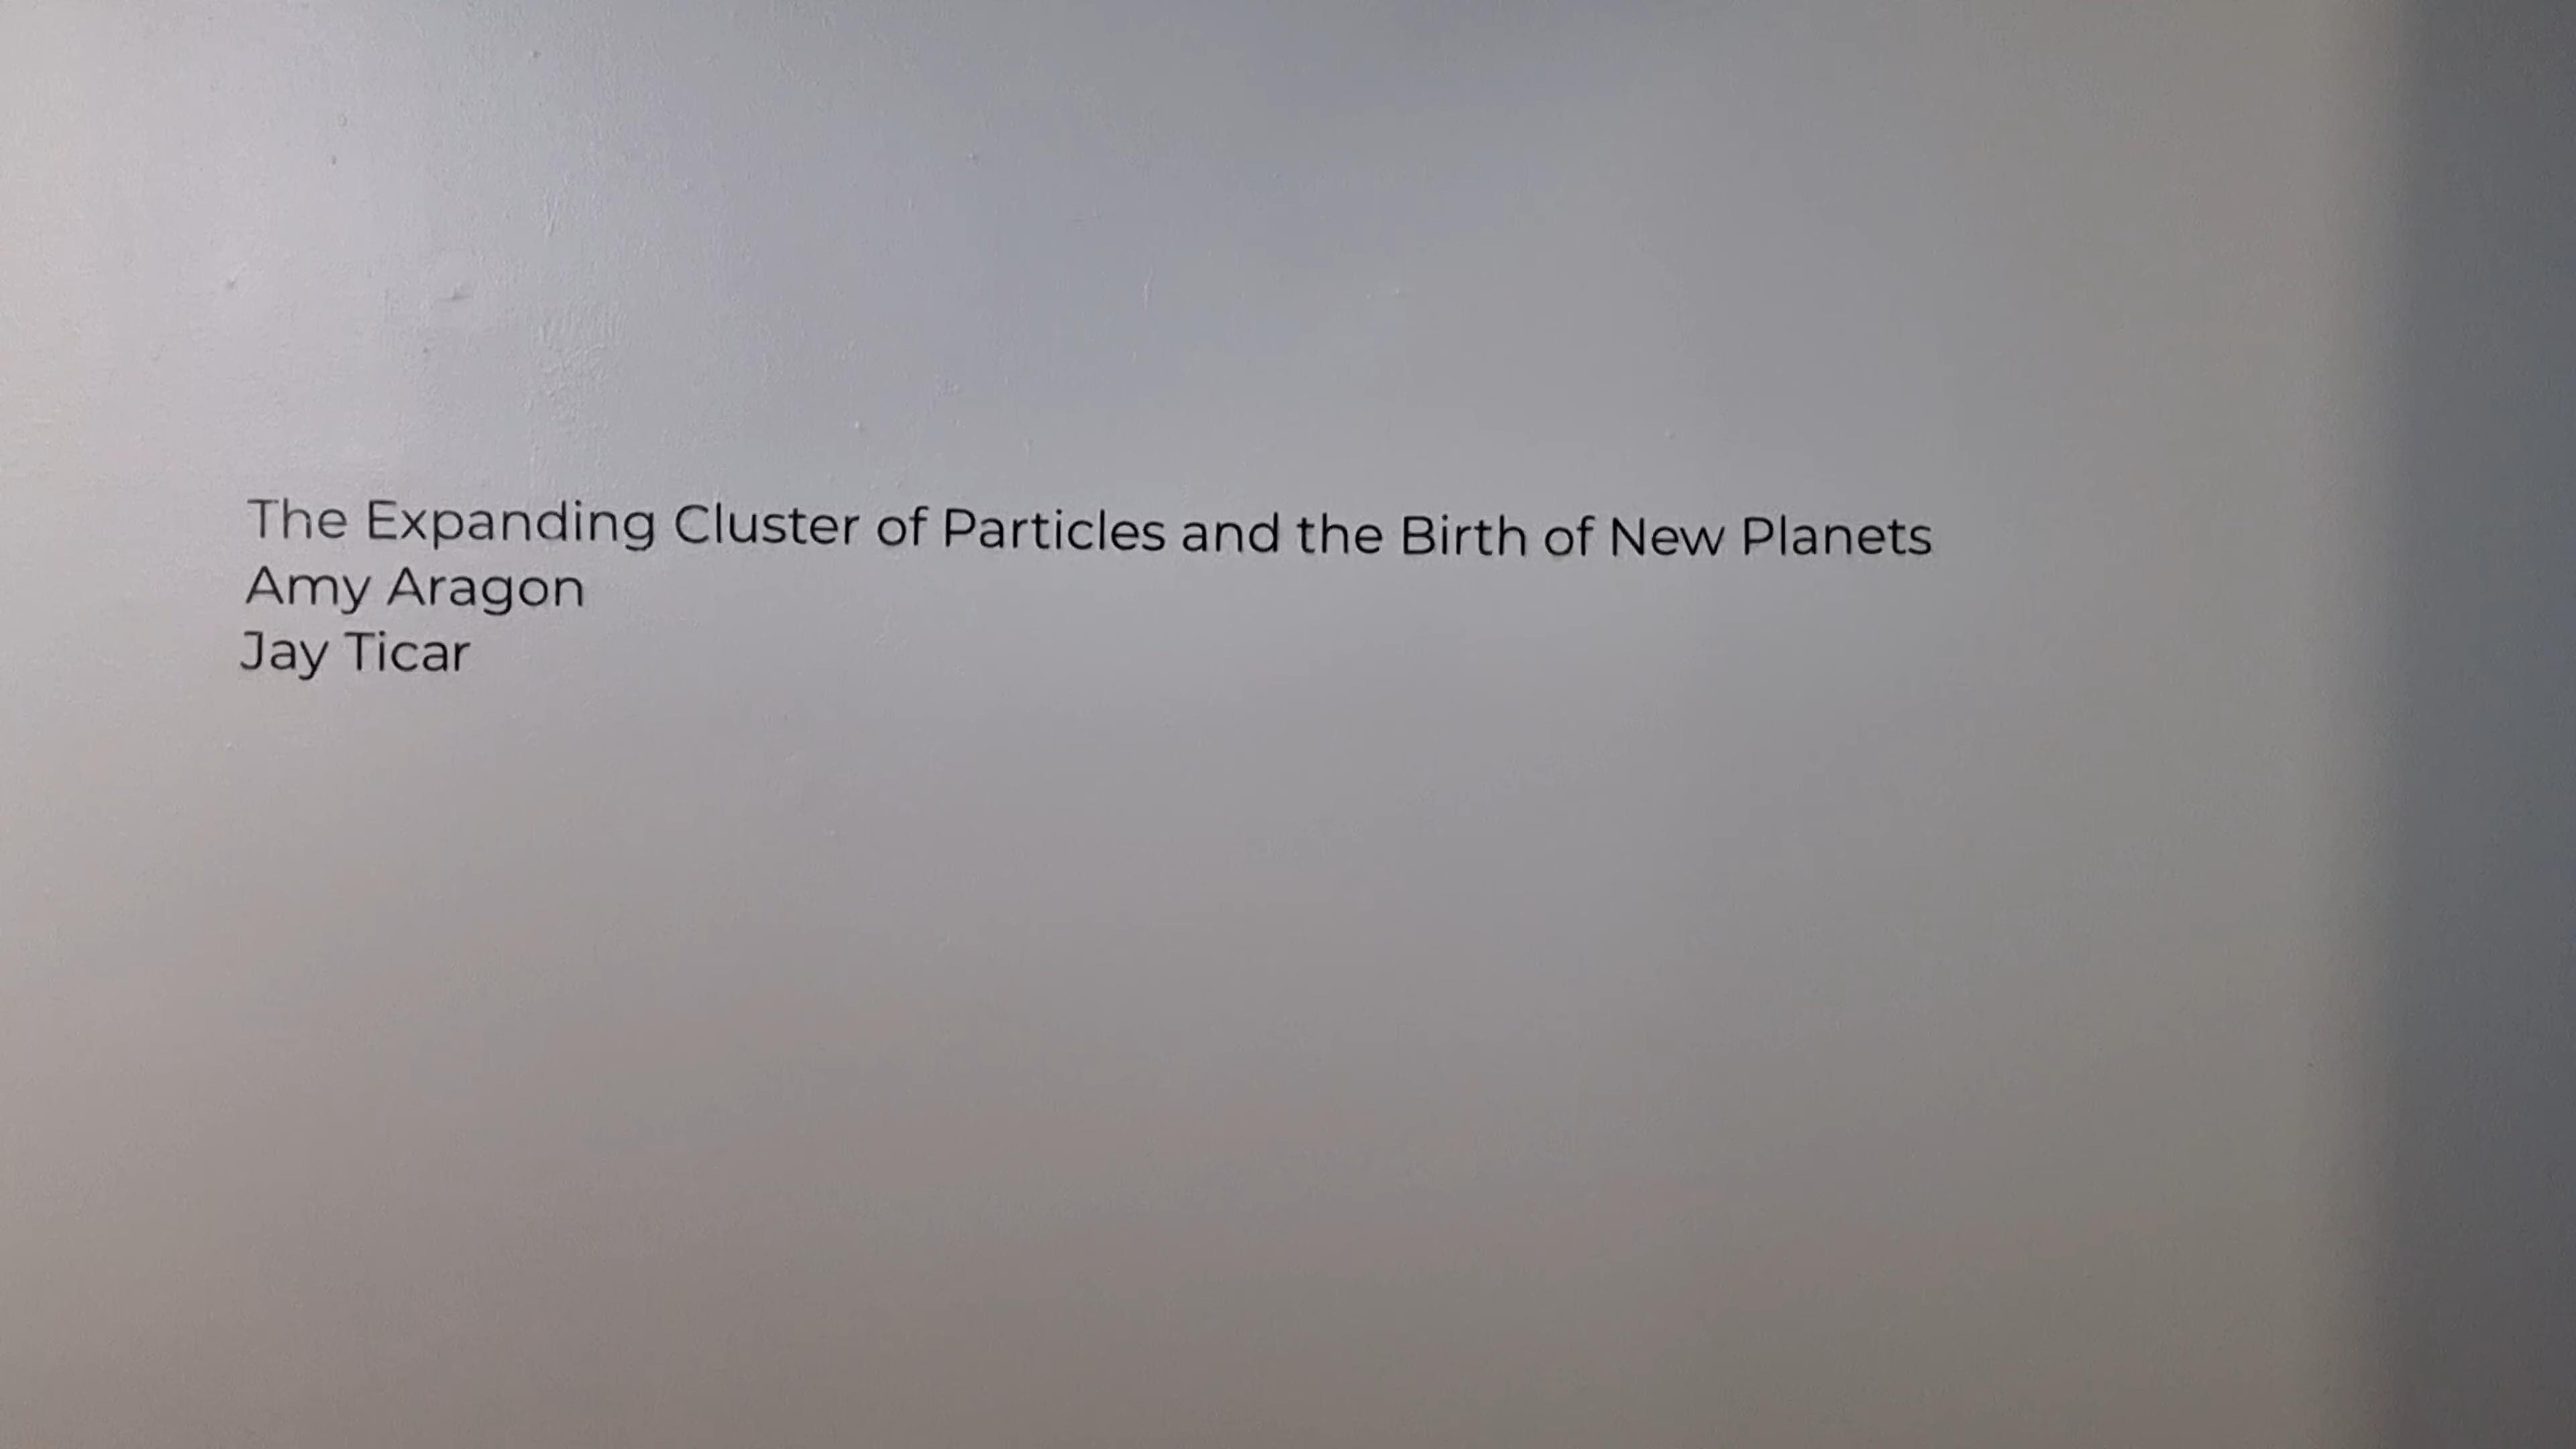 The Expanding Cluster of Particles and the Birth of New Planets
Amy Aragon
Jay Ticar